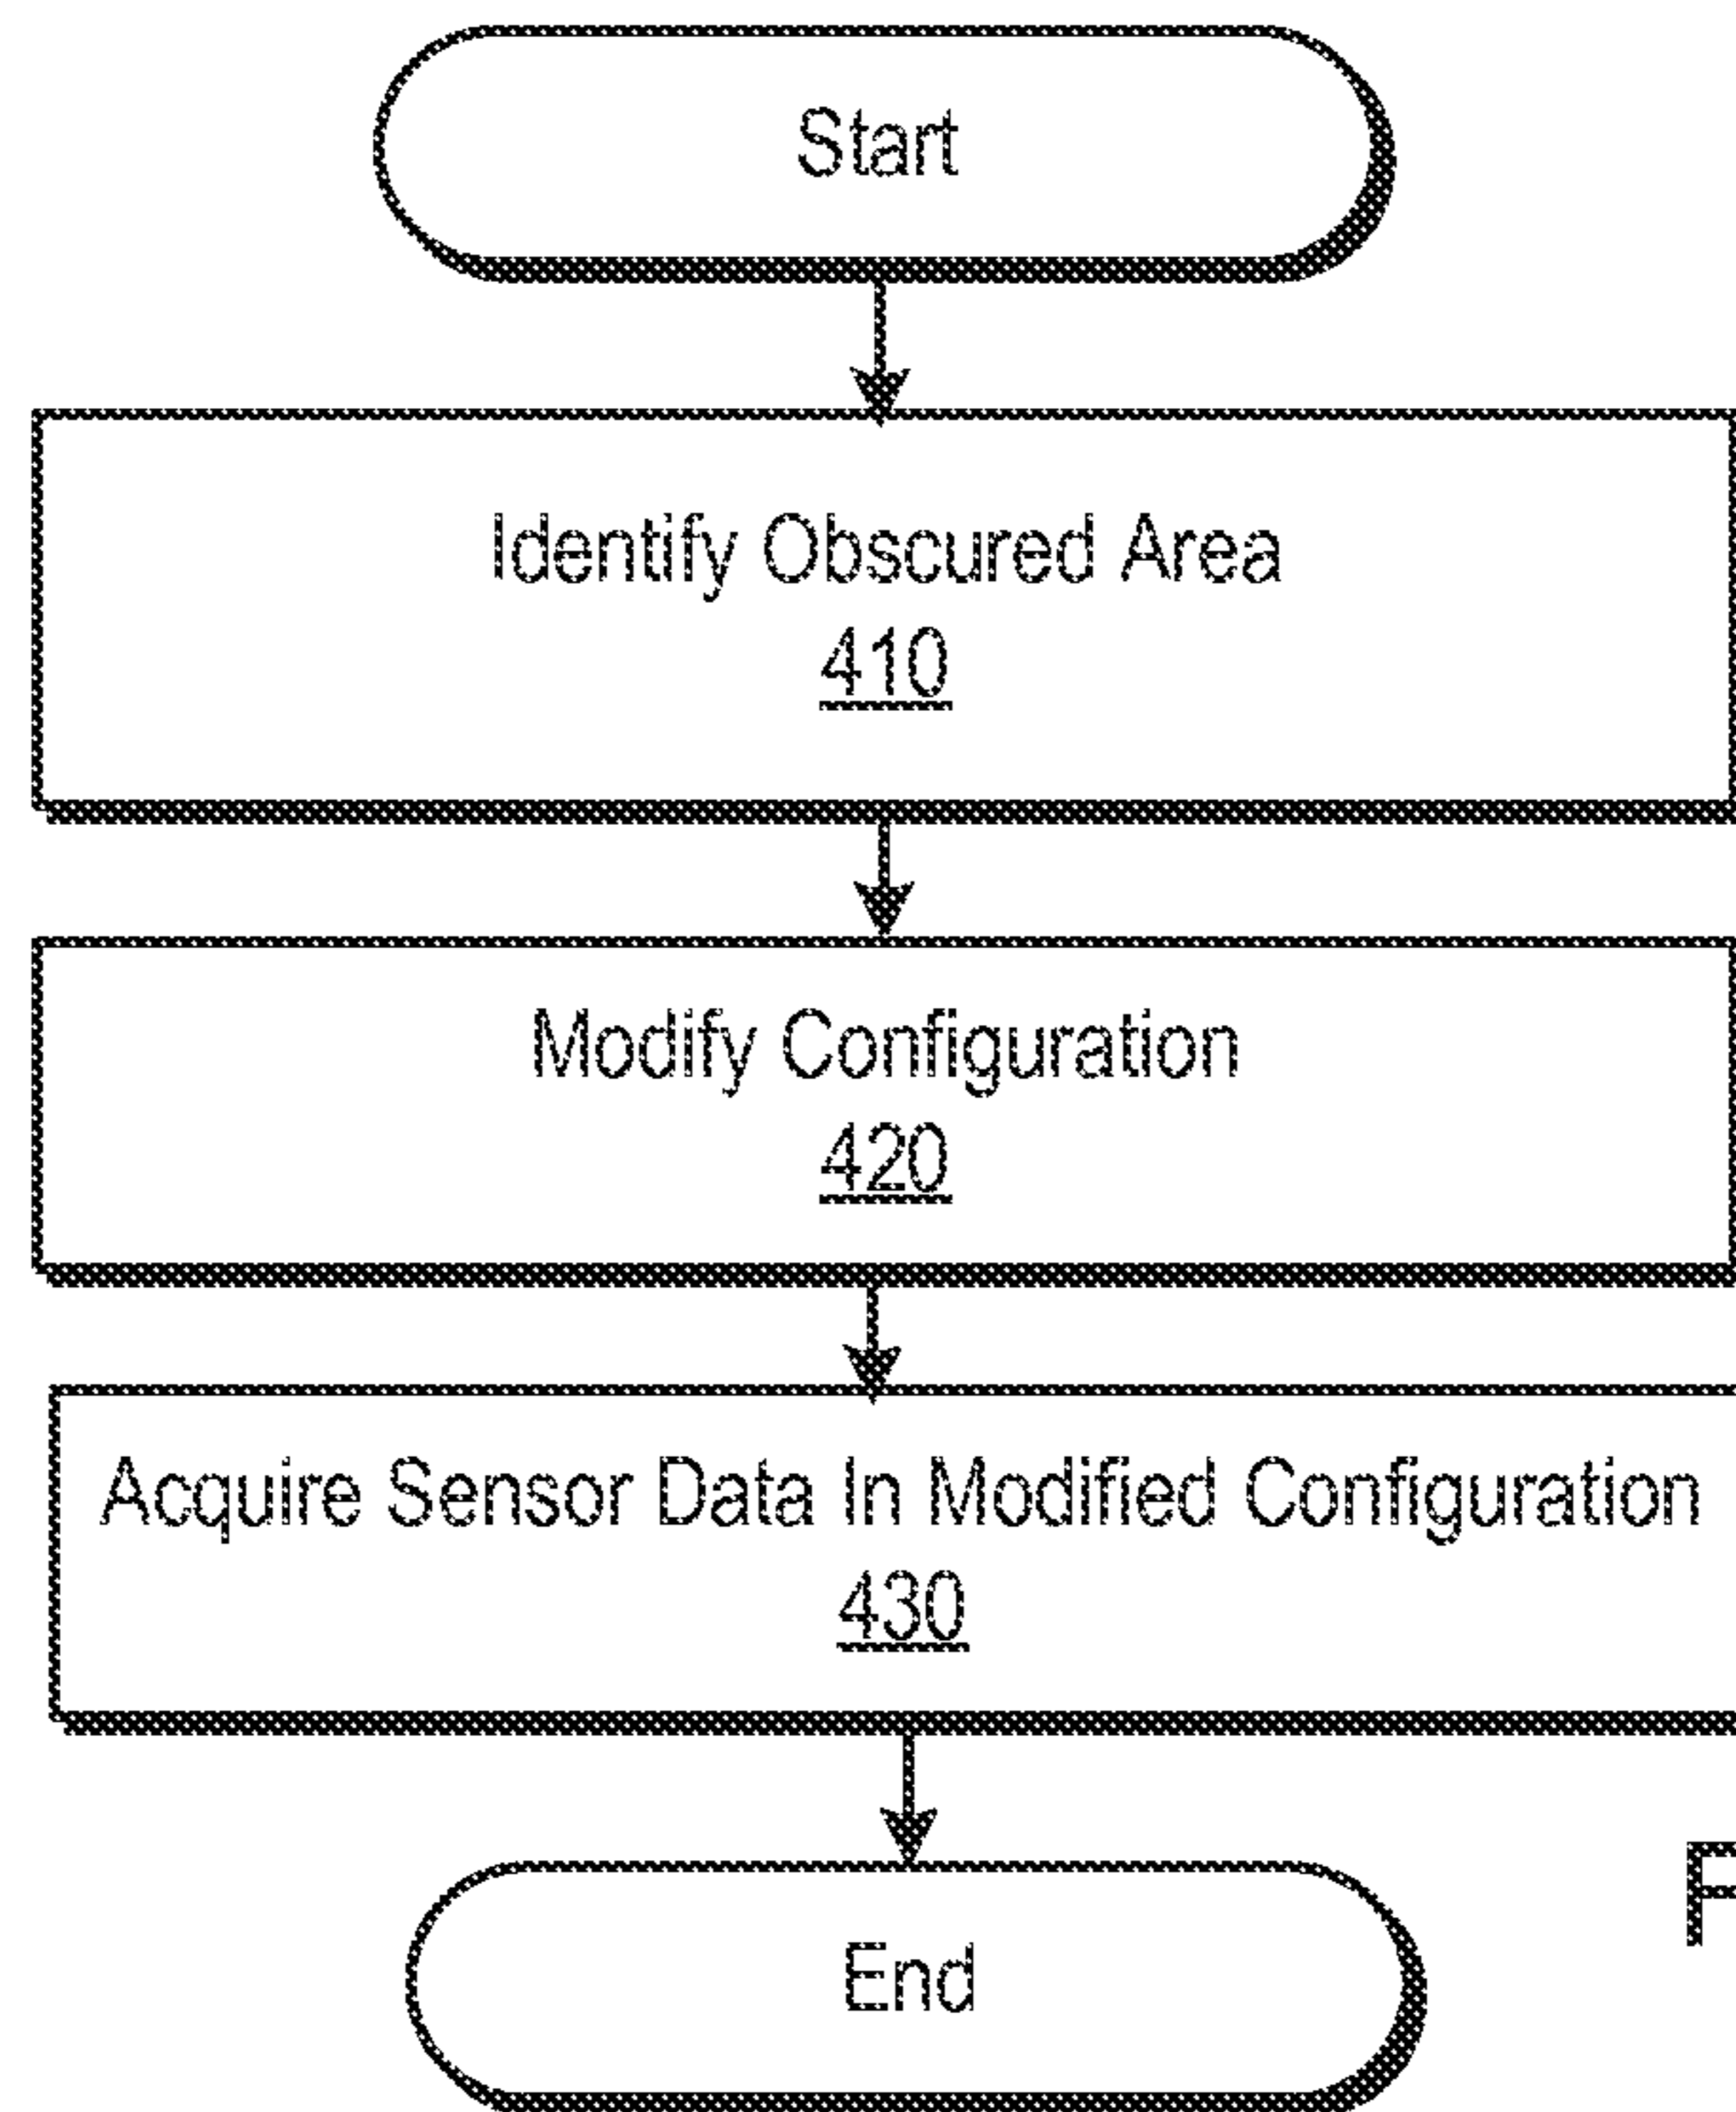 Start
Identify Obscured Area
410
Modify Configuration
420
Acquire Sensor Data In Modified Configuration
430
End
F